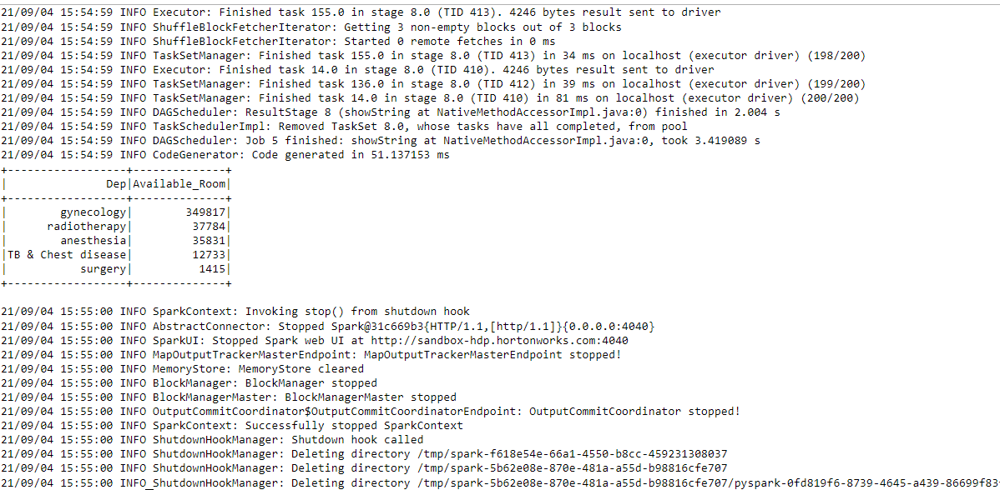 21/09/04 15:54:59 INFO Executor: Finished task 155.0 in stage 8.0 (TID 413). 4246 bytes result sent to driver
21/09/04 15:54:59 INFO ShuffleBlockFetcherIterator: Getting 3 non-empty blocks out of 3 blocks
21/09/04 15:54:59 INFO ShuffleBlockFetcherIterator: Started 0 remote fetches in 0 ms
21/09/04 15:54:59 INFO TaskSetManager: Finished task 155.0 in stage 8.0 (TID 413) in 34 ms on localhost (executor driver) (198/200)
21/09/04 15:54:59 INFO Executor: Finished task 14.0 in stage 8.0 (TID 410). 4246 bytes result sent to driver
21/09/04 15:54:59 INFO TaskSetManager: Finished task 136.0 in stage 8.0 (TID 412) in 39 ms on localhost (executor driver) (199/200)
21/09/04 15:54:59 INFO TaskSetManager: Finished task 14.0 in stage 8.0 (TID 410) in 81 ms on localhost (executor driver) (200/200)
21/09/04 15:54:59 INFO DAGScheduler: ResultStage 8 (showString at NativeMethodAccessorImpl.java:0) finished in 2.004 s
21/09/04 15:54:59 INFO TaskSchedulerImpl: Removed TaskSet 8.0, whose tasks have all completed, from pool
21/09/04 15:54:59 INFO DAGScheduler: Job 5 finished: showString at NativeMethodAccessorImpl.java:0, took 3.419089 s
21/09/04 15:54:59 INFO CodeGenerator: Code generated in 51.137153 ms
+------------------+--------------+
|               Dep|Available_Room|
+------------------+--------------+
|        gynecology|        349817|
|      radiotherapy|         37784|
|        anesthesia|         35831|
|TB & Chest disease|         12733|
|           surgery|          1415|
+------------------+--------------+
21/09/04 15:55:00 INFO SparkContext: Invoking stop() from shutdown hook
21/09/04 15:55:00 INFO AbstractConnector: Stopped Spark@31c669b3{HTTP/1.1,[http/1.1]}{0.0.0.0:4040}
21/09/04 15:55:00 INFO SparkUI: Stopped Spark web UI at http://sandbox-hdp.hortonworks.com:4040
21/09/04 15:55:00 INFO MapOutputTrackerMasterEndpoint: MapOutputTrackerMasterEndpoint stopped!
21/09/04 15:55:00 INFO MemoryStore: MemoryStore cleared
21/09/04 15:55:00 INFO BlockManager: BlockManager stopped
21/09/04 15:55:00 INFO BlockManagerMaster: BlockManagerMaster stopped
21/09/04 15:55:00 INFO OutputCommitCoordinator$OutputCommitCoordinatorEndpoint: OutputCommitCoordinator stopped!
21/09/04 15:55:00 INFO SparkContext: Successfully stopped SparkContext
21/09/04 15:55:00 INFO ShutdownHookManager: Shutdown hook called
21/09/04 15:55:00 INFO ShutdownHookManager: Deleting directory /tmp/spark-f618e54e-66a1-4550-b8cc-459231308037
21/09/04 15:55:00 INFO ShutdownHookManager: Deleting directory /tmp/spark-5b62e08e-870e-481a-a55d-b98816cfe707
21/09/04 15:55:00 INFO ShutdownHookManager: Deleting directory /tmp/spark-5b62e08e-870e-481a-a55d-b98816cfe707/pyspark-0fd819f6-8739-4645-a439-86699f83